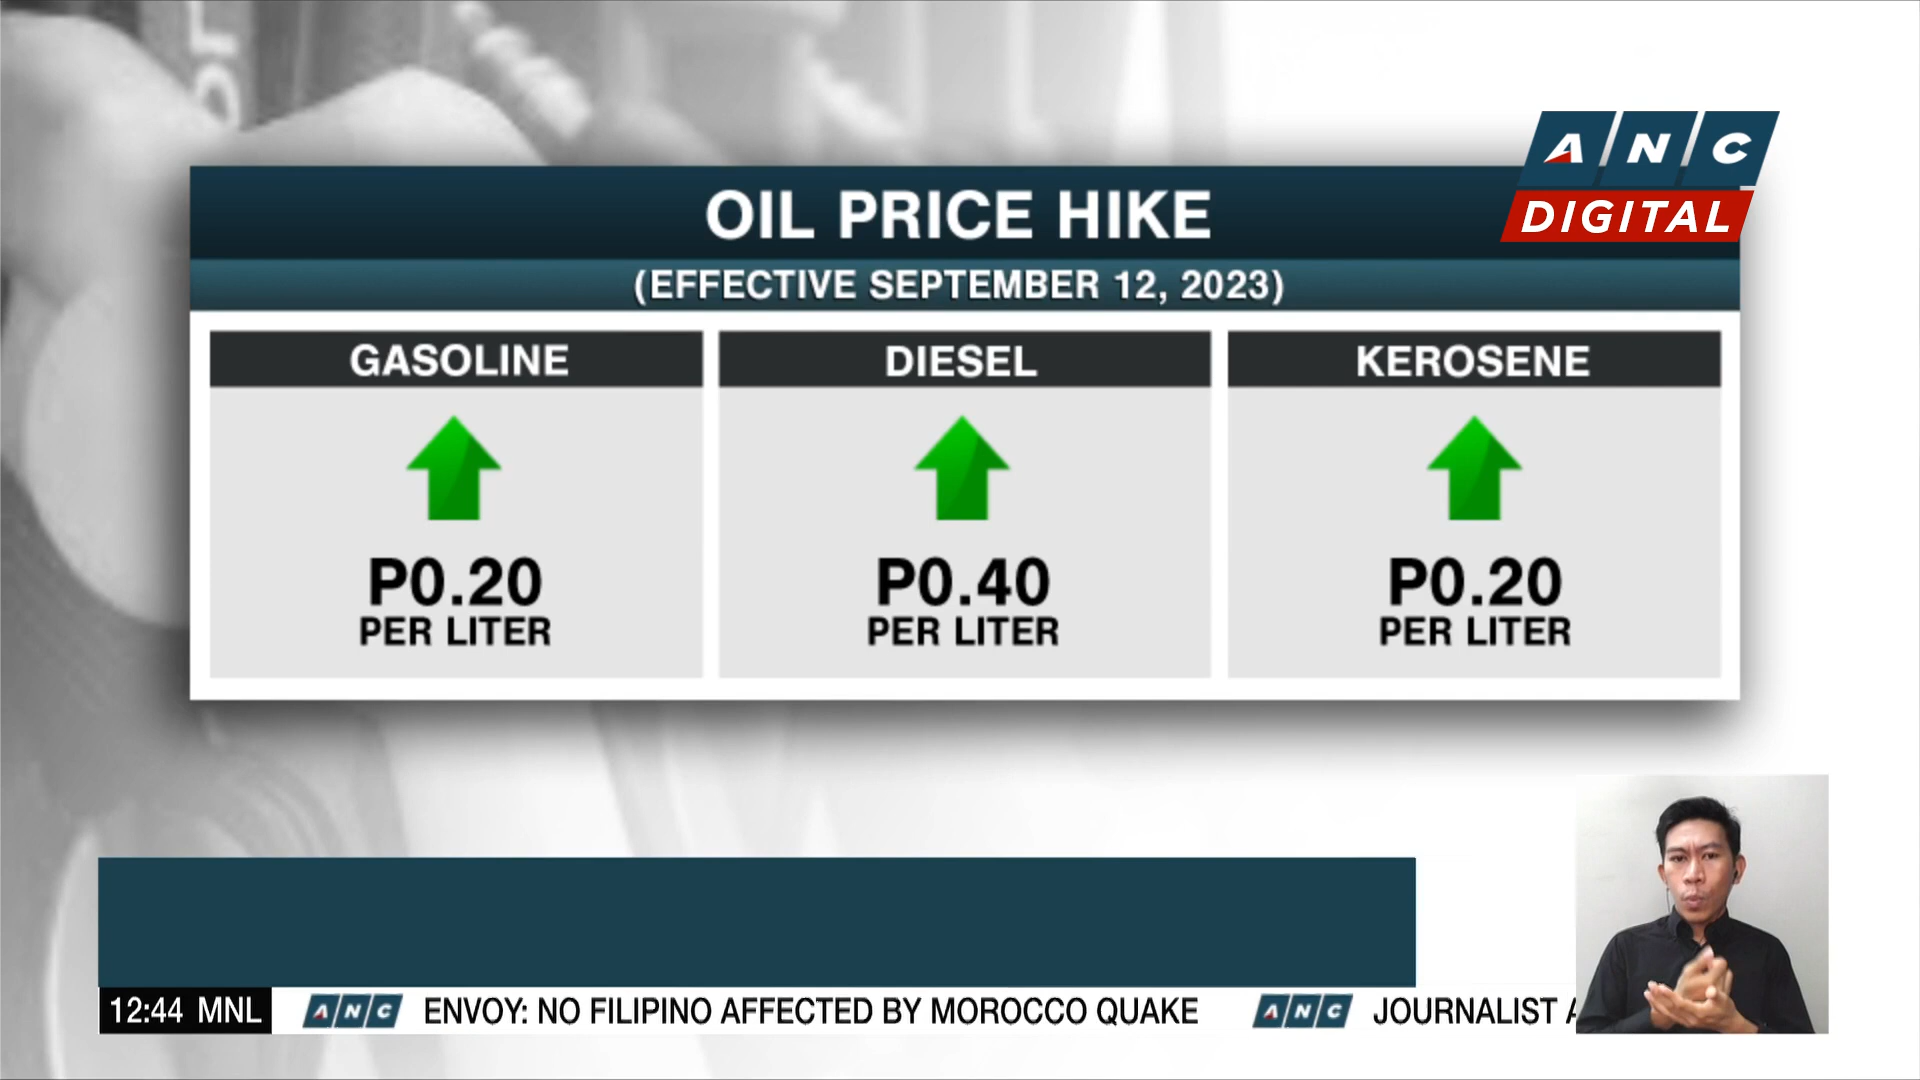 ANC
DIGITAL
OIL PRICE HIKE
(EFFECTIVE SEPTEMBER 12, 2023)
GASOLINE
DIESEL
KEROSENE
P0.20
PER LITER
P0.40
PER LITER
P0.20
PER LITER
12:44 MNL
ANC ENVOY: NO FILIPINO AFFECTED BY MOROCCO QUAKE ANC JOURNALIST